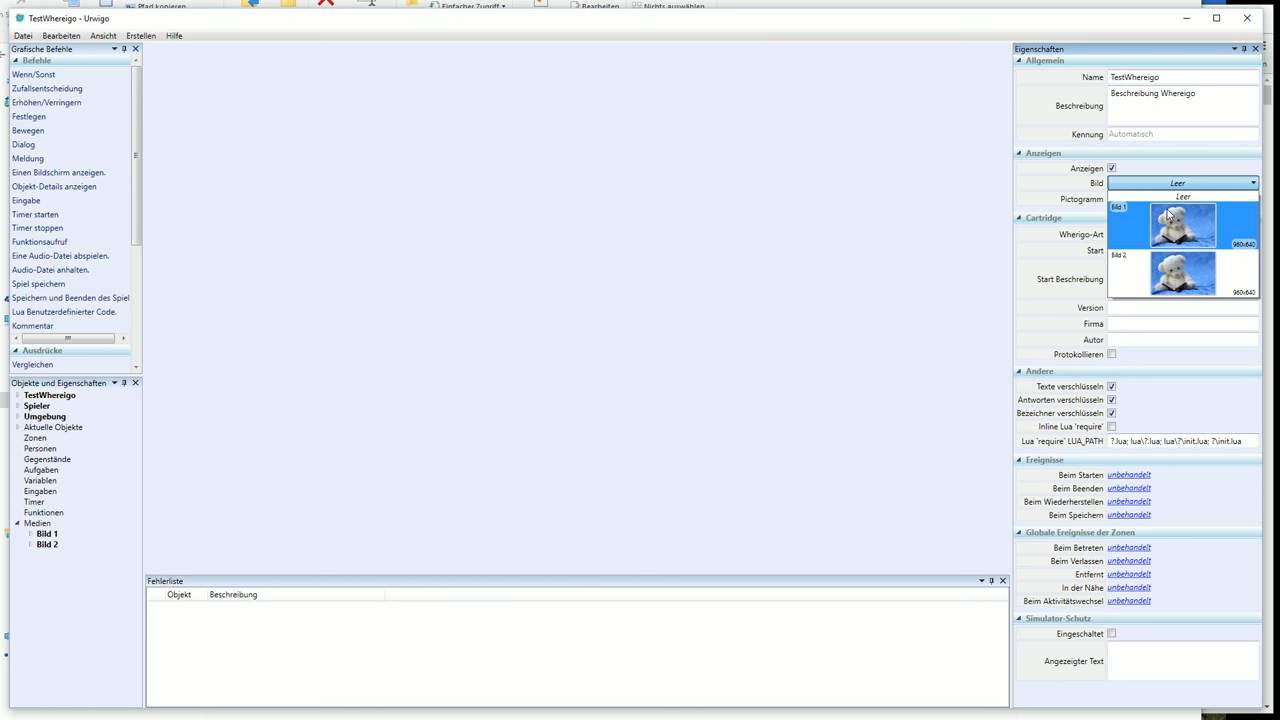 Pfad kopieren
Einfacher Zugriff
Bearbeiten
Nichts auswählen
TestWhereigo - Urwigo
Datei Bearbeiten Ansicht Erstellen Hilfe
Grafische Befehle
Befehle
Wenn/Sonst
Zufallsentscheidung
Erhöhen/Verringern
Festlegen
Bewegen
Dialog
Meldung
Einen Bildschirm anzeigen.
Objekt-Details anzeigen
Eingabe
Timer starten
Timer stoppen
Funktionsaufruf
Eine Audio-Datei abspielen.
Audio-Datei anhalten.
Spiel speichern
Speichern und Beenden des Spiel
Lua Benutzerdefinierter Code.
Kommentar
Ausdrücke
Vergleichen
Objekte und Eigenschaften
TestWhereigo
Spieler
Umgebung
Aktuelle Objekte
Zonen
Personen
Gegenstände
Aufgaben
Variablen
Eingaben
Timer
Funktionen
Medien
Bild 1
Bild 2
Fehlerliste
Objekt Beschreibung
Eigenschaften
Allgemein
Name TestWhereigo
Beschreibung Beschreibung Whereigo
Kennung Automatisch
Anzeigen
Anzeigen
Bild Leer
Leer
Pictogramm
Bild 1
960x640
Bild 2
960x640
Cartridge
Wherigo-Art
Start
Start Beschreibung
Version
Firma
Autor
Protokollieren
Andere
Texte verschlüsseln
Antworten verschlüsseln
Bezeichner verschlüsseln
Inline Lua 'require'
Lua 'require' LUA_PATH ?.lua; lua\?.lua; lua\?\init.lua; ?\init.lua
Ereignisse
Beim Starten unbehandelt
Beim Beenden unbehandelt
Beim Wiederherstellen unbehandelt
Beim Speichern unbehandelt
Globale Ereignisse der Zonen
Beim Betreten unbehandelt
Beim Verlassen unbehandelt
Entfernt unbehandelt
In der Nähe unbehandelt
Beim Aktivitätswechsel unbehandelt
Simulator-Schutz
Eingeschaltet
Angezeigter Text